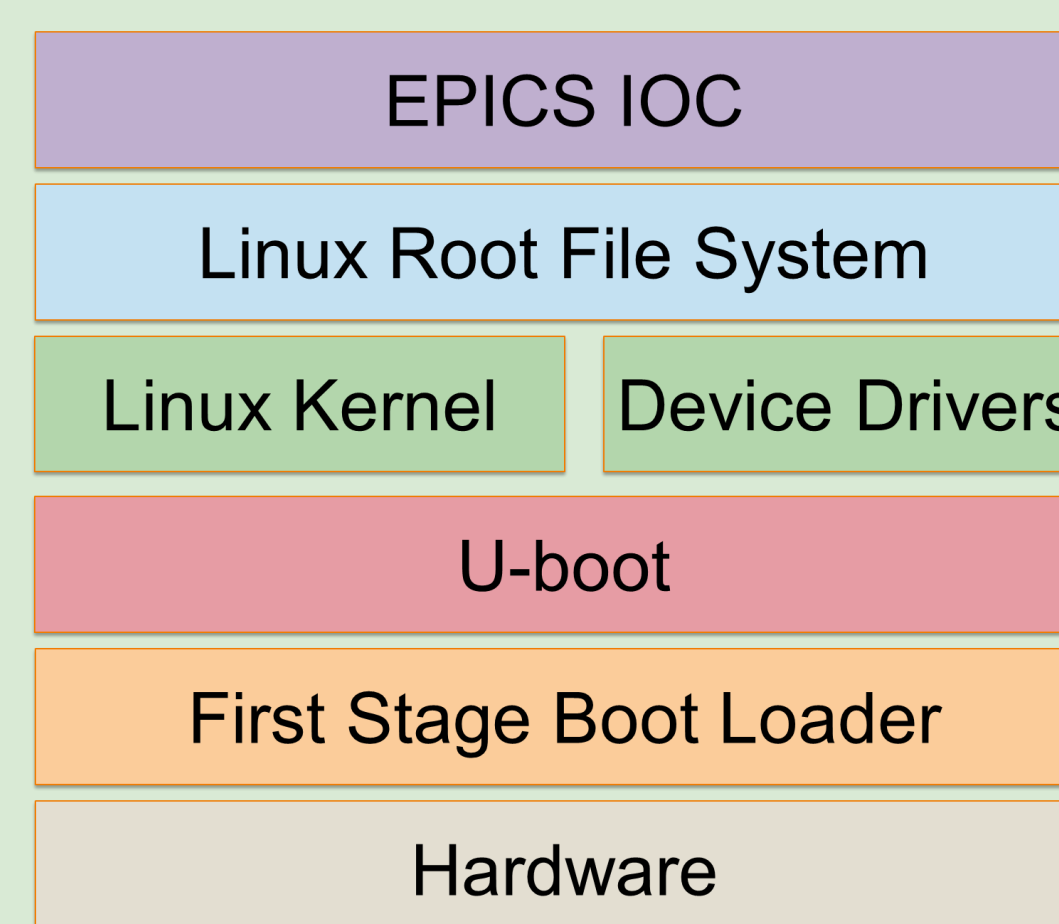 EPICS IOC
Linux Root File System
Linux Kernel
Device Drivers
U-boot
First Stage Boot Loader
Hardware